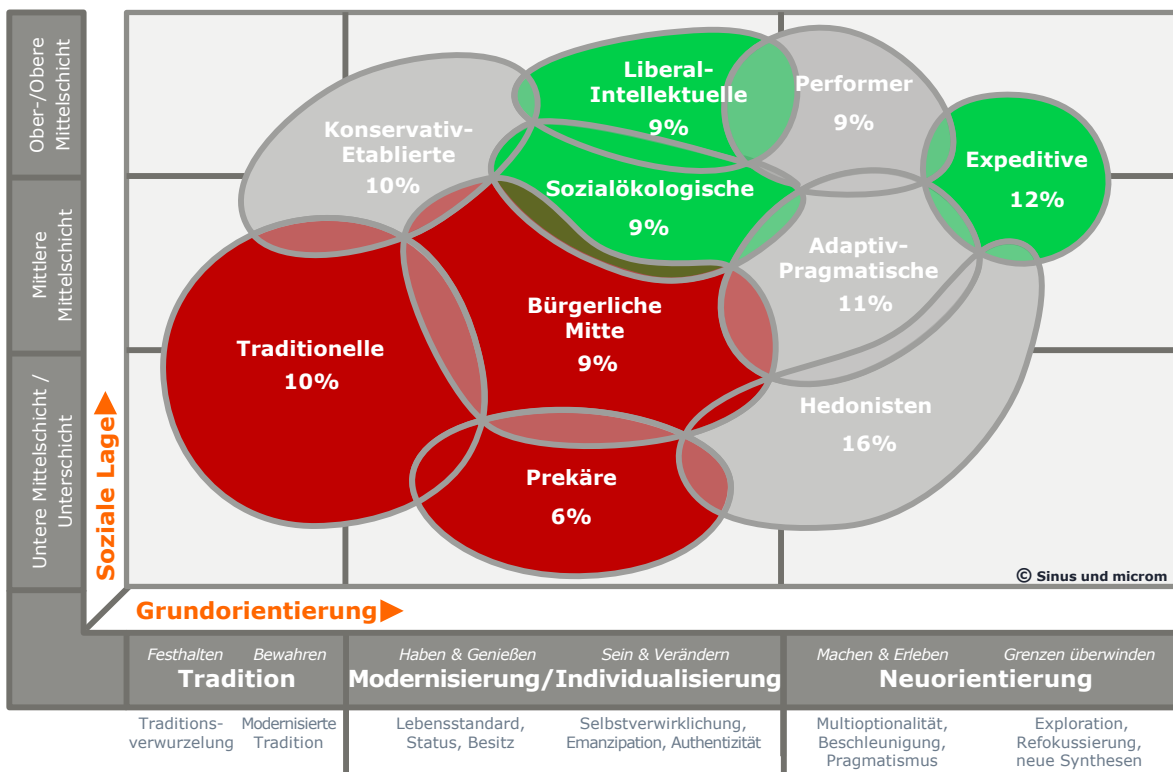 Ober-/Obere
Mittelschicht
Mittlere
Mittelschicht
Untere Mittelschicht /
Unterschicht
Soziale Lage
Liberal-
Intellektuelle
9%
Performer
9%
Konservativ-
Etablierte
10%
Expeditive
12%
Sozialökologische
9%
Adaptiv-
Pragmatische
11%
Bürgerliche
Mitte
9%
Traditionelle
10%
Hedonisten
16%
Prekäre
6%
© Sinus und microm
Grundorientierung
Festhalten Bewahren
Tradition
Haben & Genießen Sein & Verändern
Modernisierung/Individualisierung
Machen & Erleben Grenzen überwinden
Neuorientierung
Traditions-
verwurzelung
Modernisierte
Tradition
Lebensstandard,
Status, Besitz
Selbstverwirklichung,
Emanzipation, Authentizität
Multioptionalität,
Beschleunigung,
Pragmatismus
Exploration,
Refokussierung,
neue Synthesen